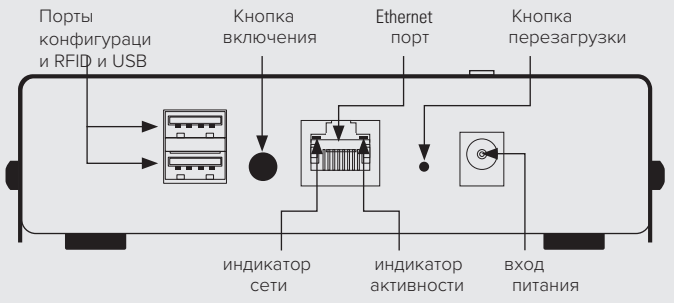 Порты
конфигураци
и RFID и USB
Кнопка
включения
Ethernet
порт
Кнопка
перезагрузки
индикатор
сети
индикатор
активности
вход
питания